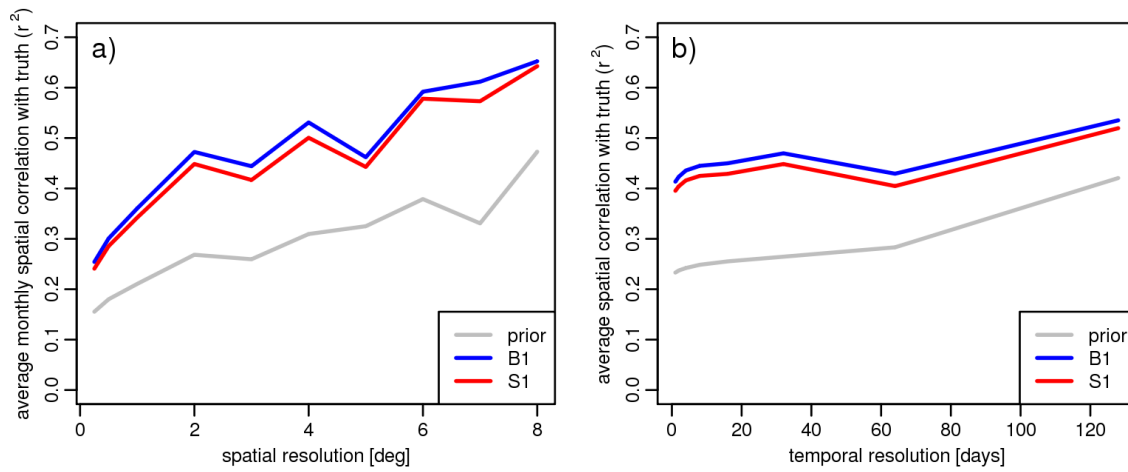 a)
average monthly spatial correlation with truth (r 2)
0.0 0.1 0.2 0.3 0.4 0.5 0.6 0.7
prior
B1
S1
0 2 4 6 8
spatial resolution [deg]
b)
average spatial correlation with truth (r 2)
0.0 0.1 0.2 0.3 0.4 0.5 0.6 0.7
prior
B1
S1
0 20 40 60 80 100 120
temporal resolution [days]